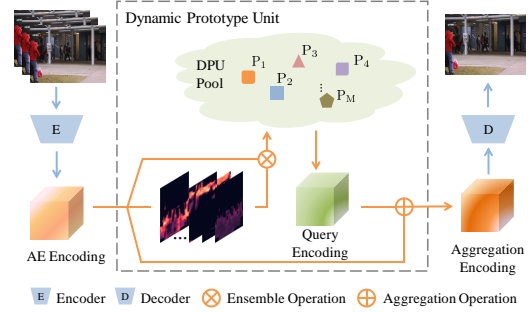 Dynamic Prototype Unit
DPU
Pool
P1
P2
P3
P4
...
PM
E
D
...
AE Encoding
Query
Encoding
Aggregation
Encoding
E Encoder
D Decoder
Ensemble Operation
Aggregation Operation